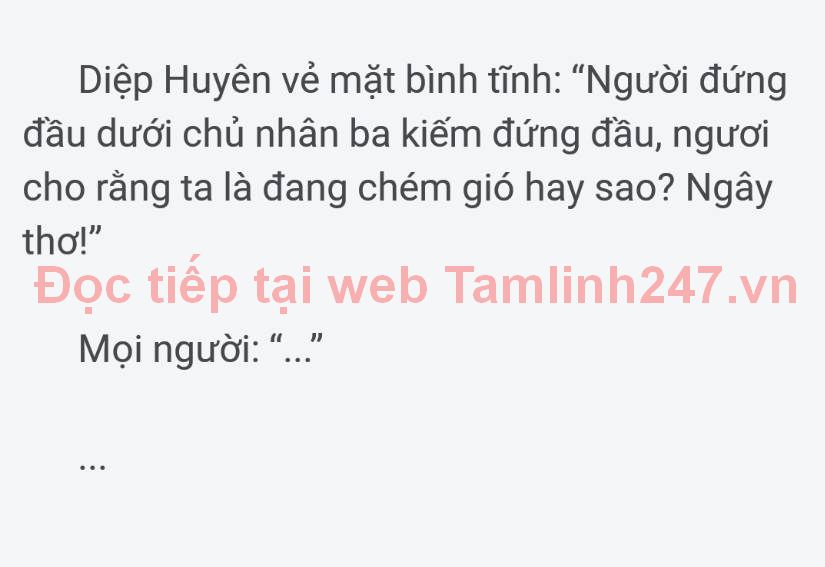 Diệp Huyên vẻ mặt bình tĩnh: “Người đứng
đầu dưới chủ nhân ba kiếm đứng đầu, ngươi
cho rằng ta là đang chém gió hay sao? Ngây
thơ!”
Đọc tiếp tại web Tamlinh247.vn
Mọi người: “...”
...